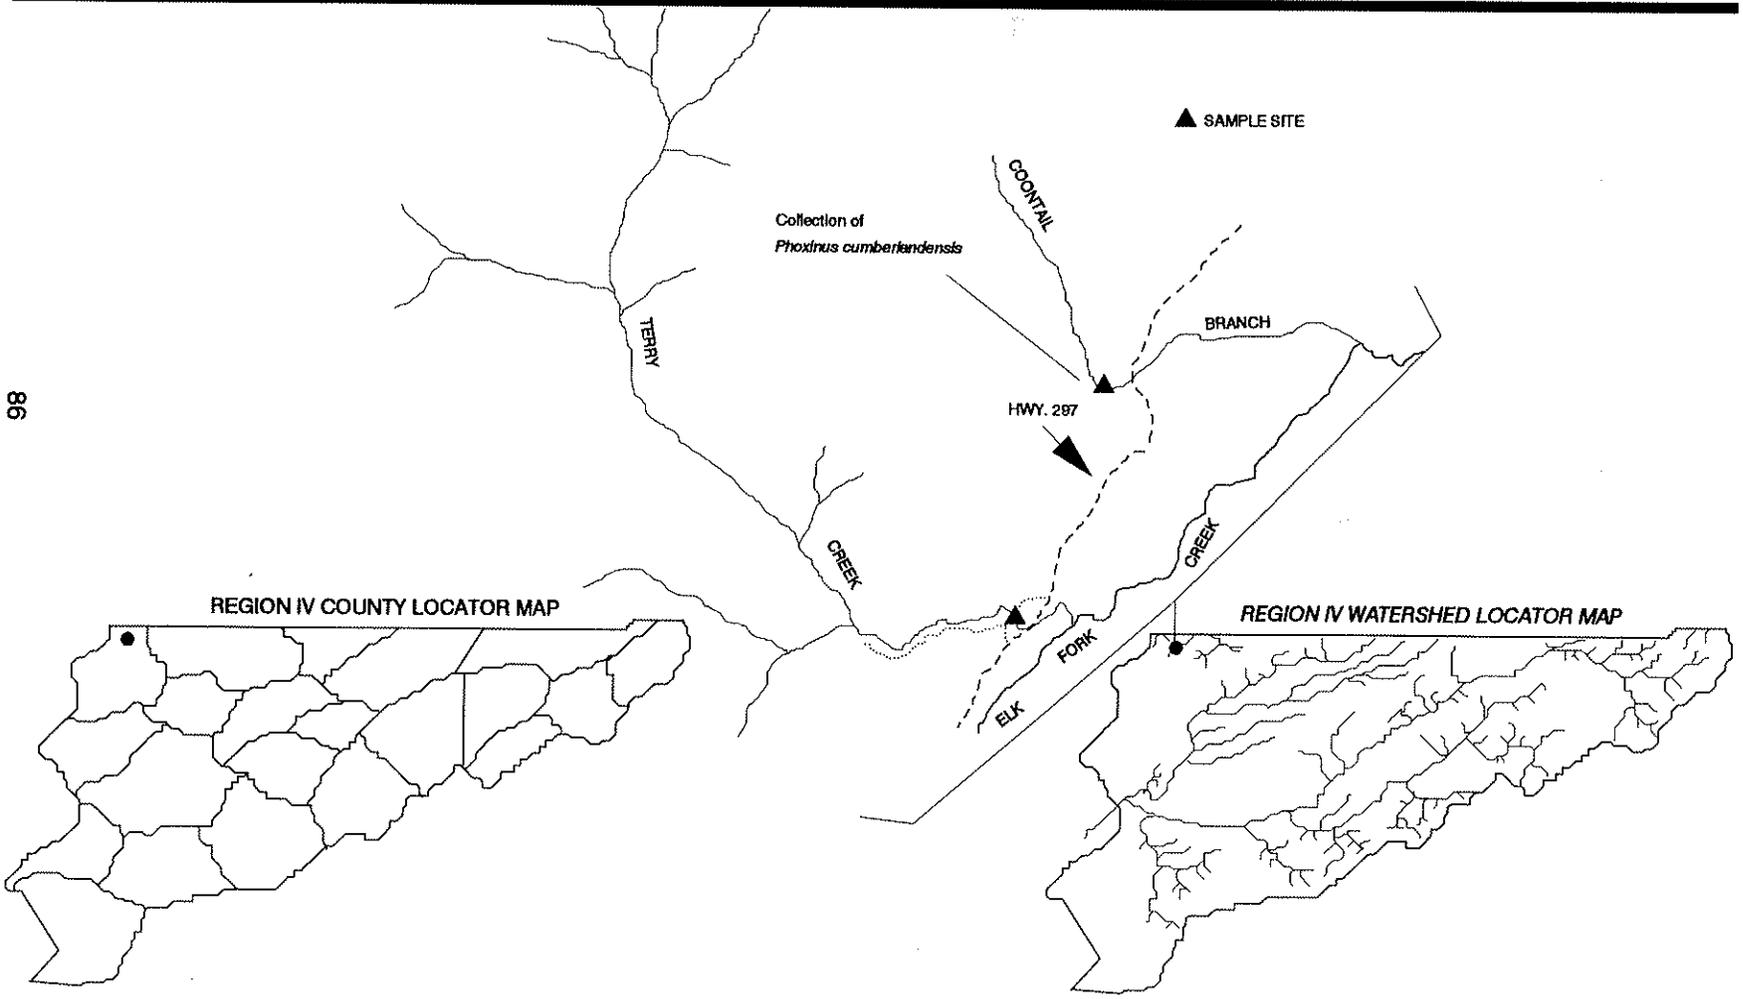 SAMPLE SITE
COONTAIL
Collection of
Phoxinus cumberlandensis
BRANCH
TERRY
HWY. 297
86
CREEK
CREEK
REGION IV COUNTY LOCATOR MAP
FORK
ELK
REGION IV WATERSHED LOCATOR MAP